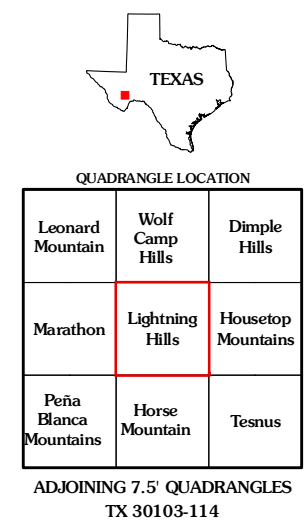 TEXAS
QUADRANGLE LOCATION
Leonard
Mountain
Wolf
Camp
Hills
Dimple
Hills
Marathon
Lightning
Hills
Housetop
Mountains
Peña
Blanca
Mountains
Horse
Mountain
Tesnus
ADJOINING 7.5' QUADRANGLES
TX 30103-114